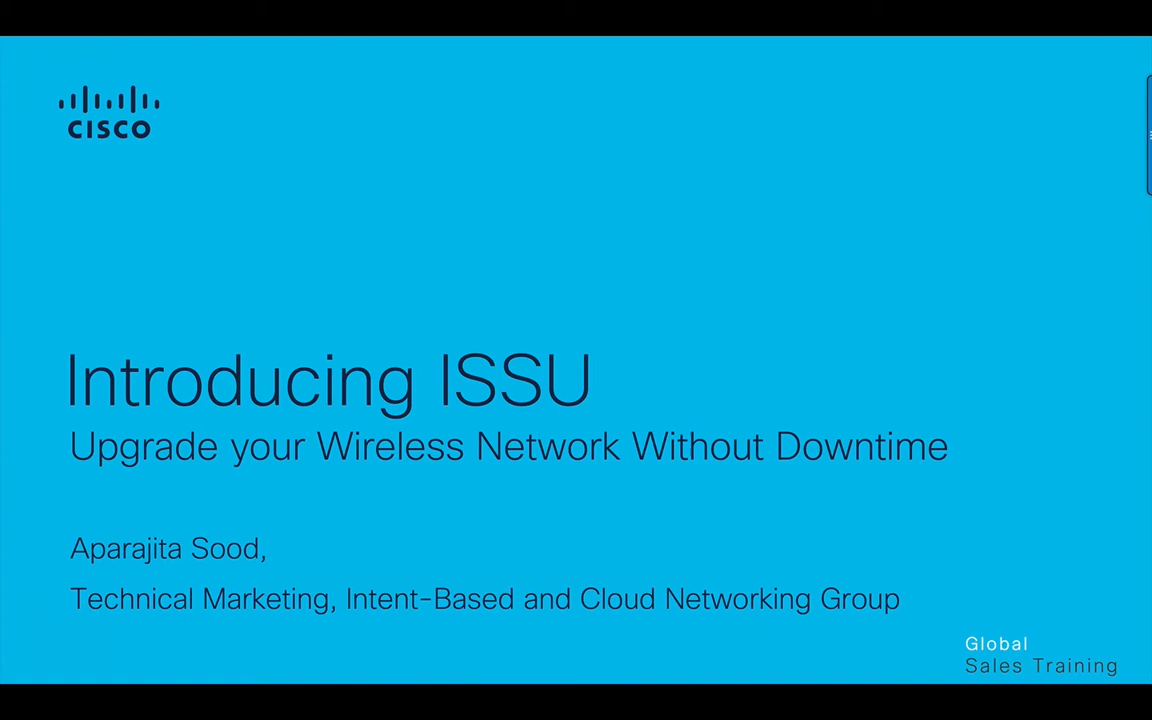 CISCO
Introducing ISSU
Upgrade your Wireless Network Without Downtime
Aparajita Sood,
Technical Marketing, Intent-Based and Cloud Networking Group
Global
Sales Training